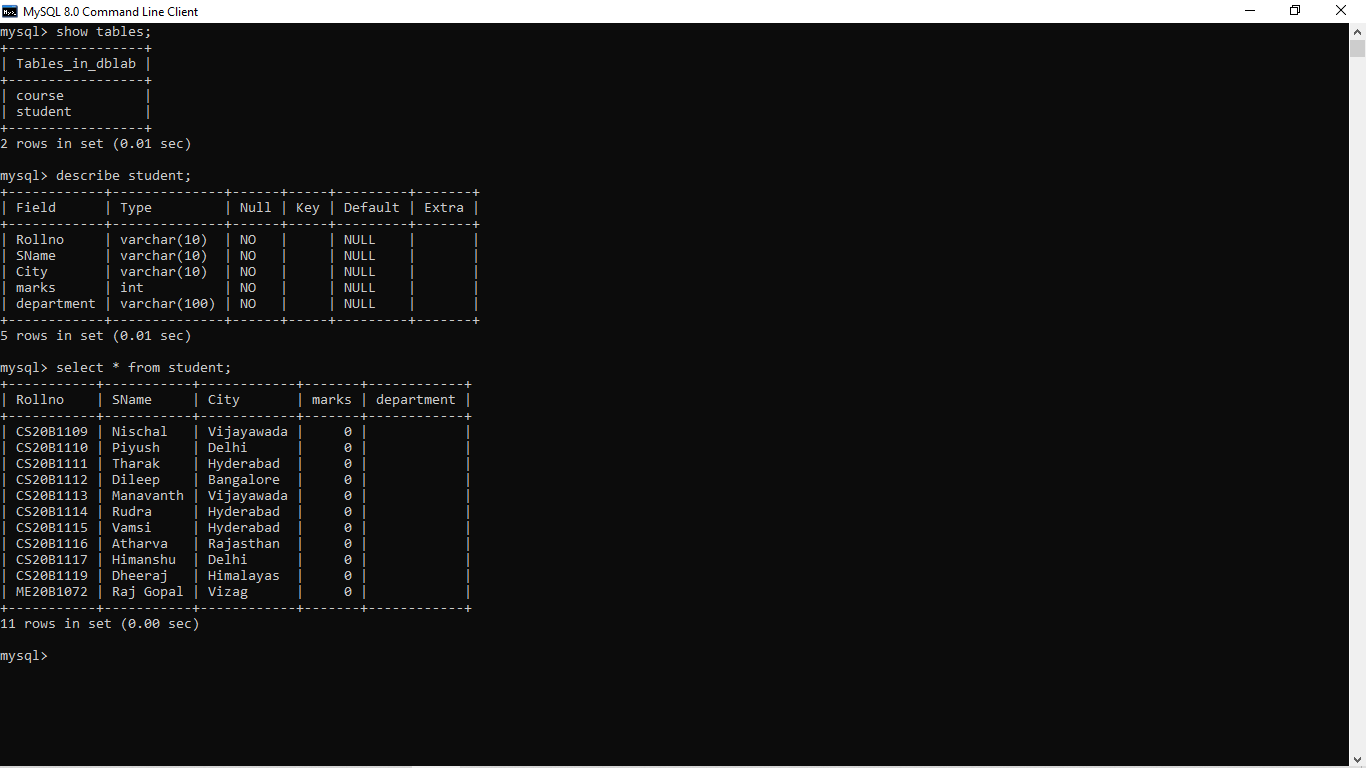 MySQL 8.0 Command Line Client
mysql> show tables;
+-----------------+
| Tables_in_dblab |
+-----------------+
| course          |
| student         |
+-----------------+
2 rows in set (0.01 sec)

mysql> describe student;
+------------+--------------+------+-----+---------+-------+
| Field      | Type         | Null | Key | Default | Extra |
+------------+--------------+------+-----+---------+-------+
| Rollno     | varchar(10)  | NO   |     | NULL    |       |
| SName      | varchar(10)  | NO   |     | NULL    |       |
| City       | varchar(10)  | NO   |     | NULL    |       |
| marks      | int          | NO   |     | NULL    |       |
| department | varchar(100) | NO   |     | NULL    |       |
+------------+--------------+------+-----+---------+-------+
5 rows in set (0.01 sec)

mysql> select * from student;
+-----------+-----------+------------+-------+------------+
| Rollno    | SName     | City       | marks | department |
+-----------+-----------+------------+-------+------------+
| CS20B1109 | Nischal   | Vijayawada |     0 |            |
| CS20B1110 | Piyush    | Delhi      |     0 |            |
| CS20B1111 | Tharak    | Hyderabad  |     0 |            |
| CS20B1112 | Dileep    | Bangalore  |     0 |            |
| CS20B1113 | Manavanth | Vijayawada |     0 |            |
| CS20B1114 | Rudra     | Hyderabad  |     0 |            |
| CS20B1115 | Vamsi     | Hyderabad  |     0 |            |
| CS20B1116 | Atharva   | Rajasthan  |     0 |            |
| CS20B1117 | Himanshu  | Delhi      |     0 |            |
| CS20B1119 | Dheeraj   | Himalayas  |     0 |            |
| ME20B1072 | Raj Gopal | Vizag      |     0 |            |
+-----------+-----------+------------+-------+------------+
11 rows in set (0.00 sec)

mysql>